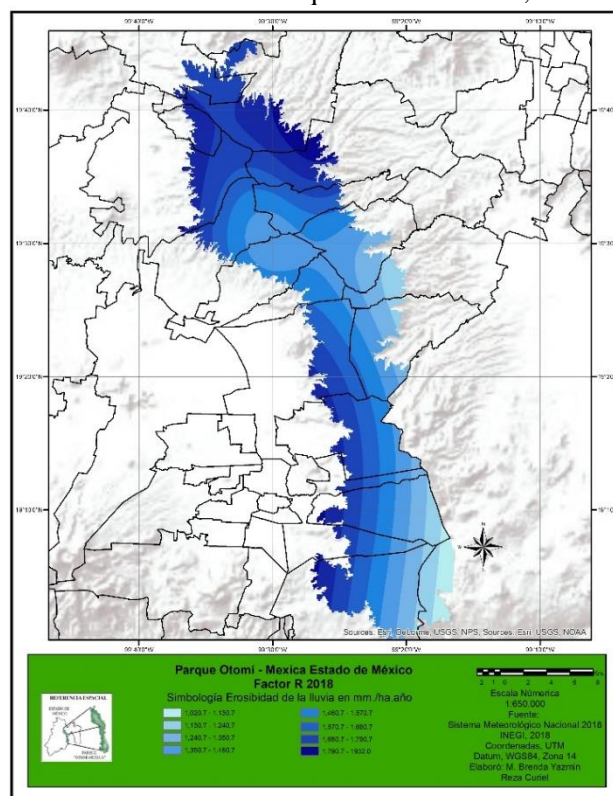 99°40'0"W 99°30'0"W 99°20'0"W 99°10'0"W
19°40'0"N
19°30'0"N
19°20'0"N
19°10'0"N
Sources: Esri, DeLorme, USGS, NPS, Sources: Esri, USGS, NOAA
Parque Otomi - Mexica Estado de México
Factor R 2018
Simbología Erosidad de la lluvia en mm./ha.año
REFERENCIA ESPACIAL
ESTADO DE
MÉXICO
PARQUE
1,020.7 - 1,130.7
1,150.7 - 1,240.7
1,240.7 - 1,350.7
1,350.7 - 1,460.7
1,460.7 - 1,570.7
1,570.7 - 1,680.7
1,680.7 - 1,790.7
1,790.7 - 1932.0
Escala Númerica
1:650.000
Fuente:
Sistema Meteorológico Nacional 2018
INEGI, 2018
Coordenadas, UTM
Datum, WGS84, Zona 14
Elaboró: M. Brenda Yazmin
Reza Curiel